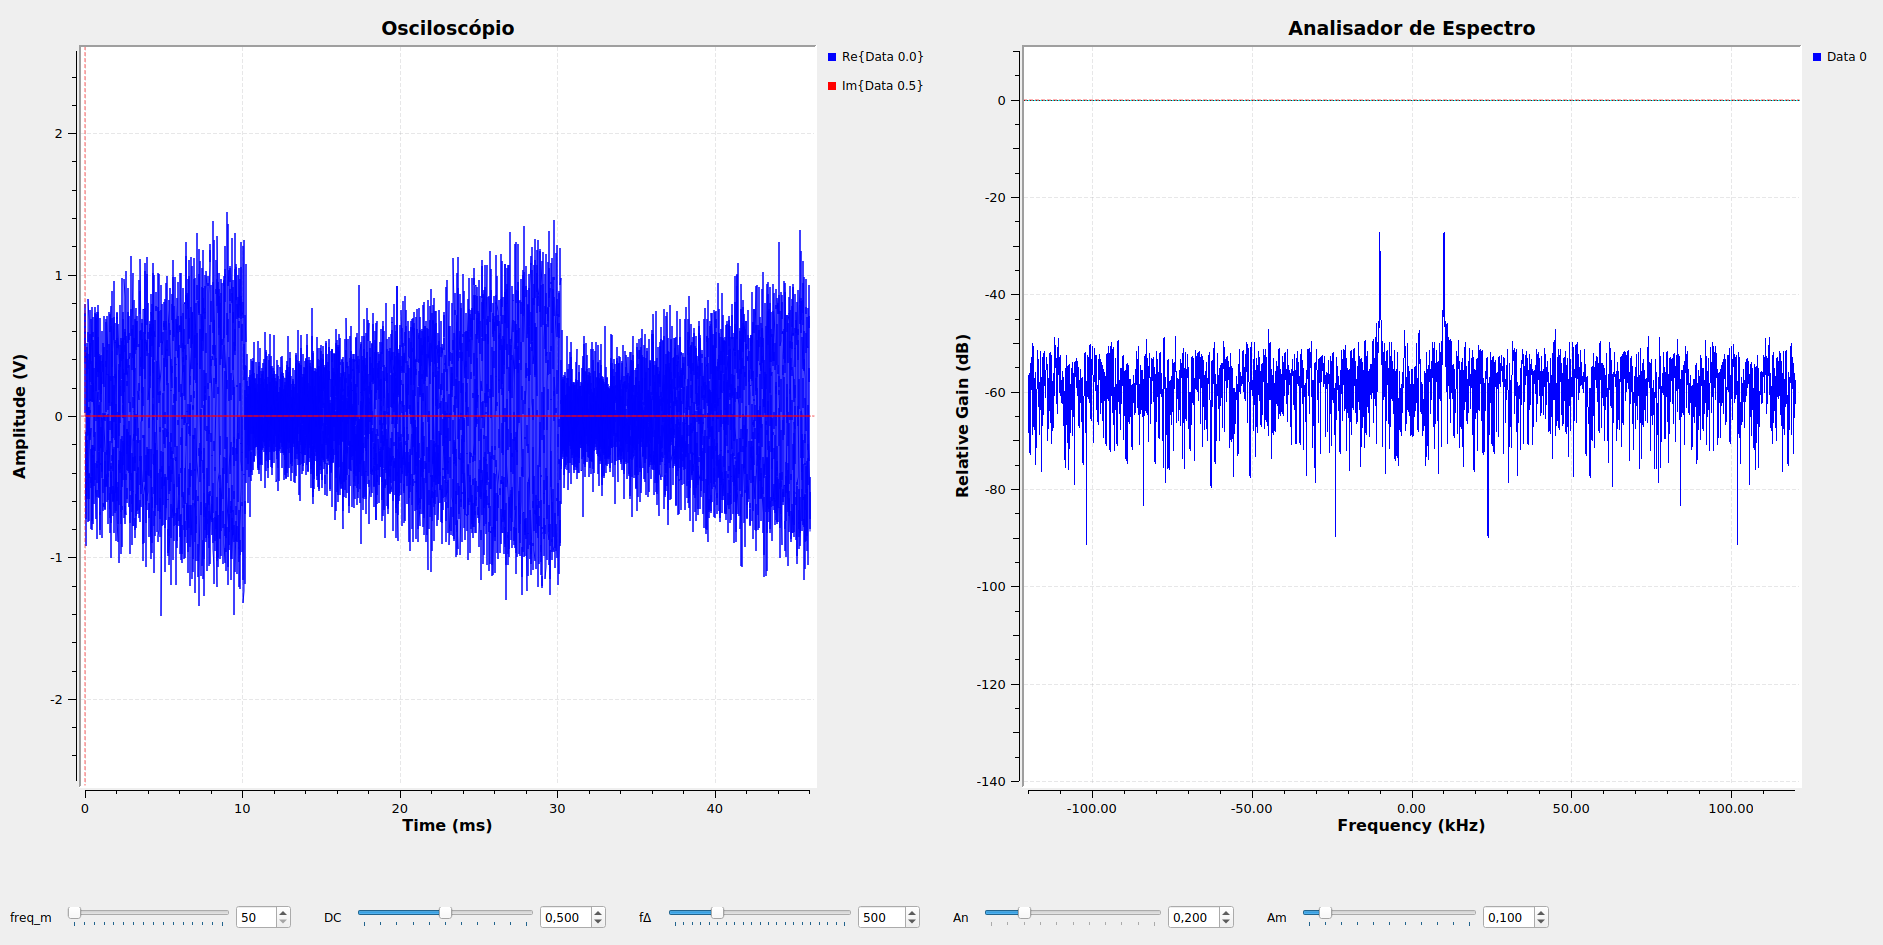 Osciloscópio
Re{Data 0.0}
Im{Data 0.5}
Amplitude (V)
2
1
0
-1
-2
0
10
20
30
40
Time (ms)
Analisador de Espectro
Data 0
Relative Gain (dB)
0
-20
-40
-60
-80
-100
-120
-140
-100.00
-50.00
0.00
50.00
100.00
Frequency (kHz)
freq_m 50 DC 0,500 fΔ 500 An 0,200 Am 0,100